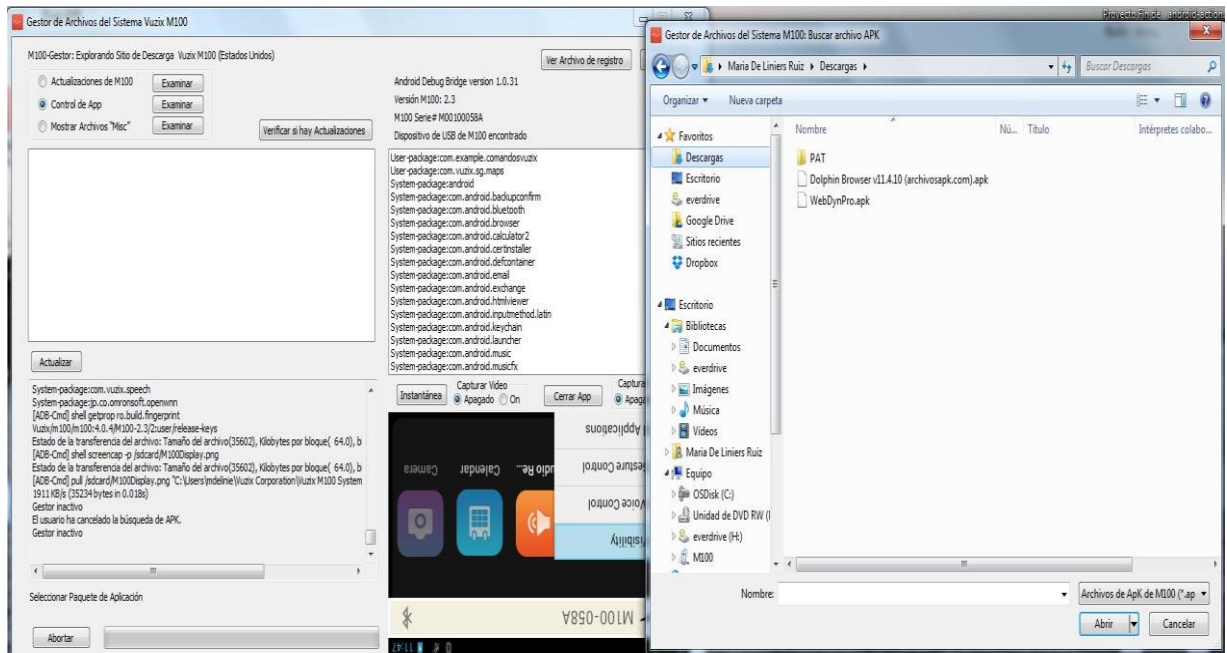 Gestor de Archivos del Sistema Vuzix M100
M100-Gestor: Explorando Sitio de Descarga Vuzix M100 (Estados Unidos)
Actualizaciones de M100
Examinar
Control de App
Examinar
Mostrar Archivos "Misc"
Examinar
Verificar si hay Actualizaciones
Ver Archivo de registro
Android Debug Bridge version 1.0.31
Versión M100: 2.3
M100 Serie# M00100058A
Dispositivo de USB de M100 encontrado
User-package:com.example.comandosvuzix
User-package:com.vuzix.sg.maps
System-package:android
System-package:com.android.backupconfirm
System-package:com.android.bluetooth
System-package:com.android.browser
System-package:com.android.calculator2
System-package:com.android.certinstaller
System-package:com.android.defcontainer
System-package:com.android.email
System-package:com.android.exchange
System-package:com.android.htmlviewer
System-package:com.android.inputmethod.latin
System-package:com.android.keychain
System-package:com.android.launcher
System-package:com.android.music
System-package:com.android.musicfx
Actualizar
System-package:com.vuzix.speech
System-package:jp.co.omronsoft.openwnn
[ADB-Cmd] shell getprop ro.build.fingerprint
Vuzix/m100/m100:4.0.4/M100-2.3/2:user/release-keys
Estado de la transferencia del archivo: Tamaño del archivo(35602), Kilobytes por bloque( 64.0), b
[ADB-Cmd] shell screencap -p /sdcard/M100Display.png
Estado de la transferencia del archivo: Tamaño del archivo(35602), Kilobytes por bloque( 64.0), b
[ADB-Cmd] pull /sdcard/M100Display.png "C:\Users\mdelinie\Vuzix Corporation\Vuzix M100 System
1911 KB/s (35234 bytes in 0.018s)
Gestor inactivo
El usuario ha cancelado la búsqueda de APK.
Gestor inactivo
Seleccionar Paquete de Aplicación
Abortar
Instantánea
Capturar Video
Apagado
On
Cerrar App
Captura
Apaga
Applications
Gesture Control
Voice Control
Visibility
Camera
Calendar
udio Re...
M100-058A
11:47
Proyecto Fin de android-action
Gestor de Archivos del Sistema M100: Buscar archivo APK
Maria De Liniers Ruiz
Descargas
Buscar Descargas
Organizar
Nueva carpeta
Favoritos
Descargas
Escritorio
everdrive
Google Drive
Sitios recientes
Dropbox
Escritorio
Bibliotecas
Documentos
everdrive
Imágenes
Música
Vídeos
Maria De Liniers Ruiz
Equipo
OSDisk (C:)
Unidad de DVD RW (
everdrive (H:)
M100
Nombre
Nú...
Título
Intérpretes colabo...
PAT
Dolphin Browser v11.4.10 (archivosapk.com).apk
WebDynPro.apk
Nombre:
Archivos de ApK de M100 (*.ap
Abrir
Cancelar